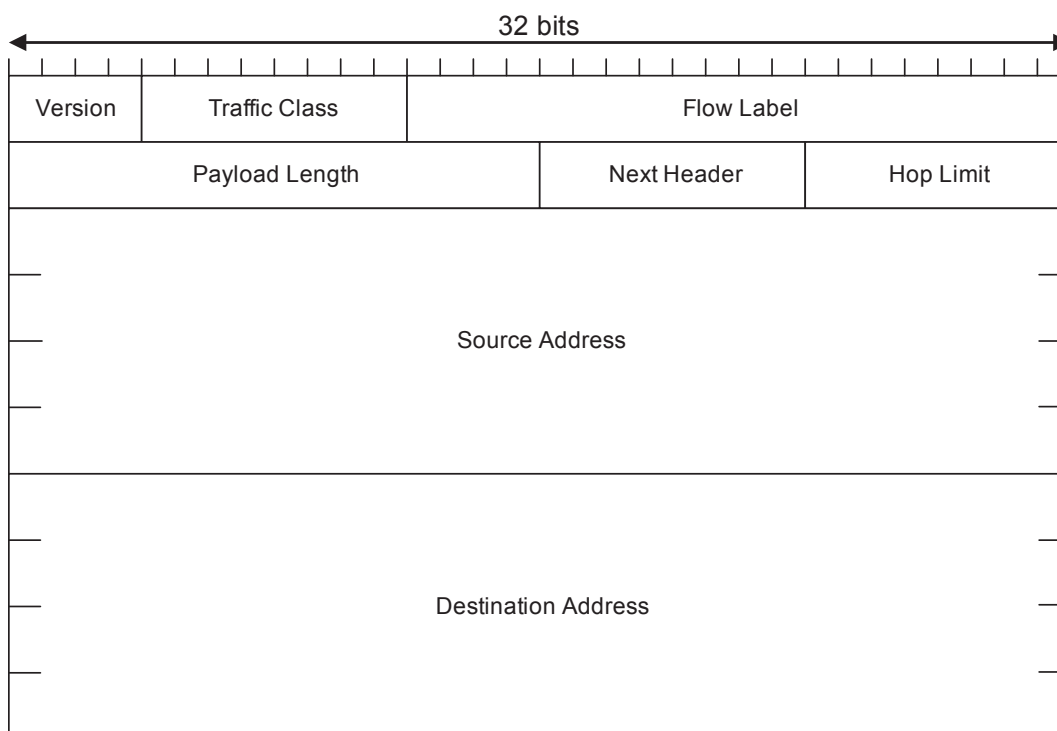 32 bits
Version Traffic Class Flow Label
Payload Length Next Header Hop Limit
Source Address
Destination Address